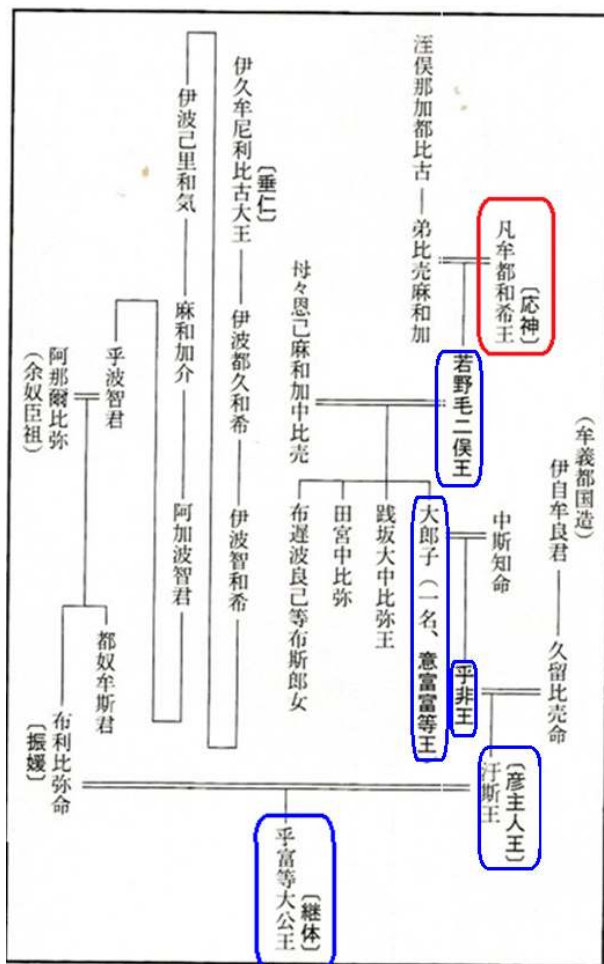 (牟義都国造)
伊自牟良君
久留比売命
凡牟都和希王
〔応神〕
中斯知命
乎非王
〔彦主人王〕
汙斯王
洷俣那加都比古
弟比売麻和加
若野毛二俣王
大郎子(一名、意富富等王
践坂大中比弥王
田宮中比弥
布遅波良己等布斯郎女
母々恩己麻和加中比売
〔垂仁〕
伊久牟尼利比古大王
伊波都久和希
伊波智和希
伊波己里和気
麻和加介
阿加波智君
乎波智君
阿那爾比弥
(余奴臣祖)
都奴牟斯君
布利比弥命
〔振媛〕
〔継体〕
乎富等大公王